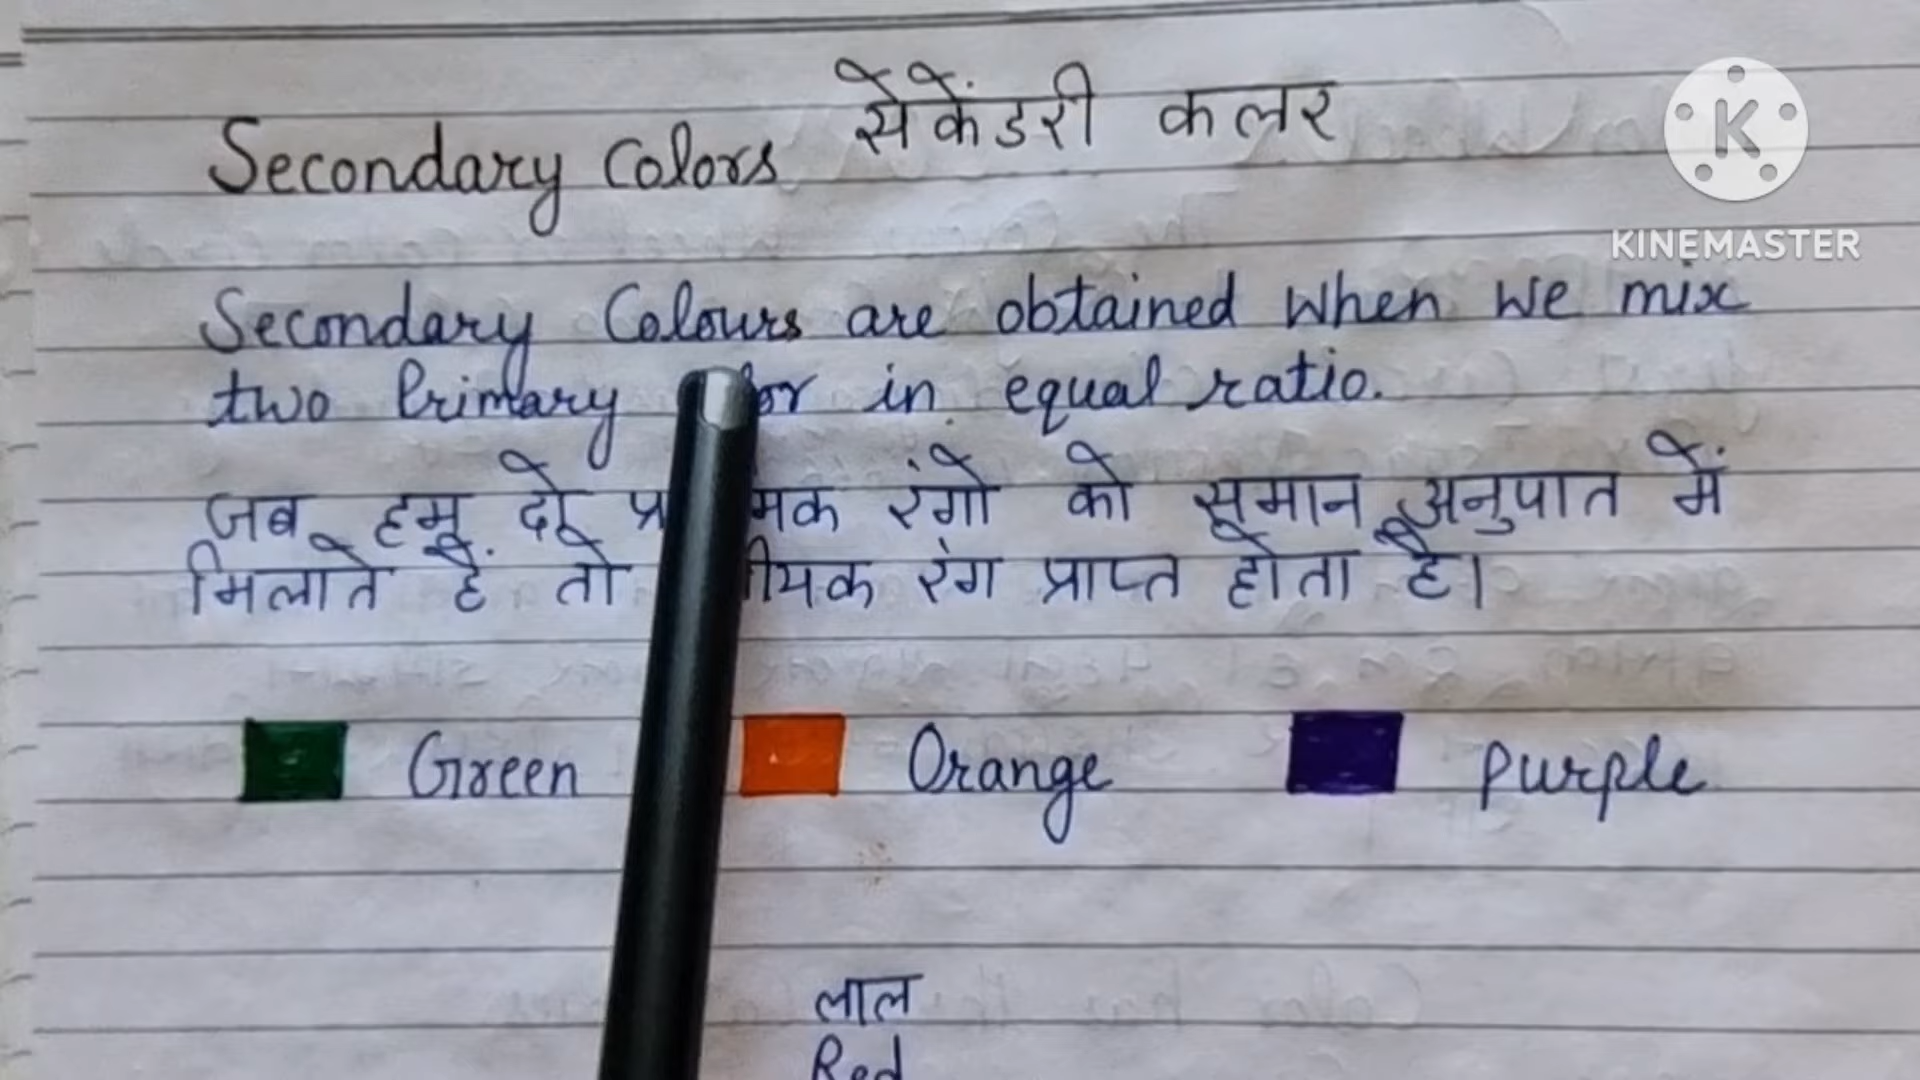 Secondary Colors सेकेंडरी कलर
KINEMASTER
Secondary Colours are obtained when we mix
two Primary in equal ratio.
जब हम दो रंगो को समान अनुपात में
मिलाते हैं तो रंग प्राप्त होता है।
Green Orange purple
लाल
Red